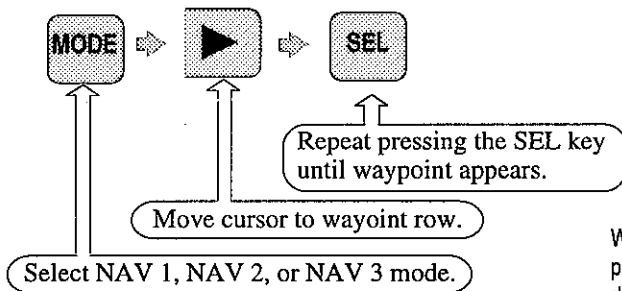 MODE
SEL
Repeat pressing the SEL key
until waypoint appears.
Move cursor to wayoint row.
Select NAV 1, NAV 2, or NAV 3 mode.